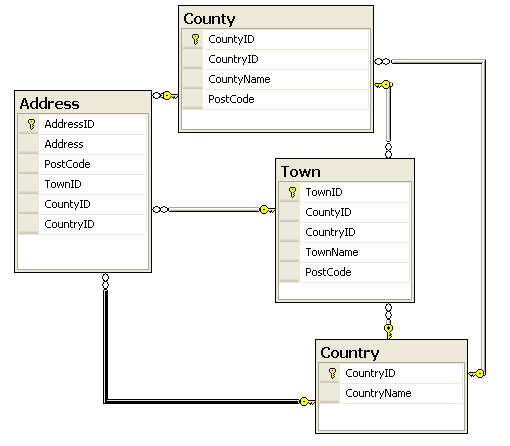 County
CountyID
CountryID
CountyName
PostCode
Address
AddressID
Address
PostCode
TownID
CountyID
CountryID
Town
TownID
CountyID
CountryID
TownName
PostCode
Country
CountryID
CountryName